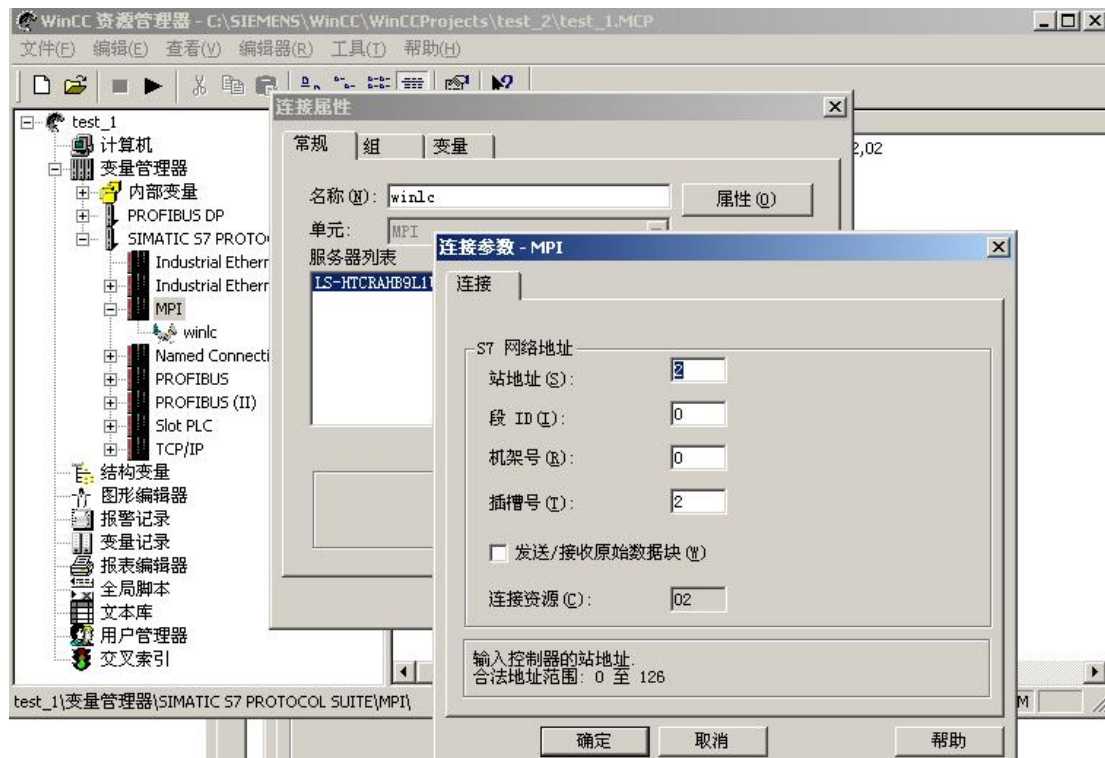 WinCC 资源管理器 - C:\SIEMENS\WinCC\WinCCProjects\test_2\test_1.MCP
文件(F) 编辑(E) 查看(V) 编辑器(R) 工具(T) 帮助(H)
test_1
计算机
变量管理器
内部变量
PROFIBUS DP
SIMATIC S7 PROTO
Industrial Ethern
Industrial Ethern
MPI
winlc
Named Connecti
PROFIBUS
PROFIBUS (II)
Slot PLC
TCP/IP
结构变量
图形编辑器
报警记录
变量记录
报表编辑器
全局脚本
文本库
用户管理器
交叉索引
2,02
连接属性
常规 组 变量
名称(N): winlc 属性(O)
单元: MPI
服务器列表
LS-HTCRAHB9L1
连接参数 - MPI
连接
S7 网络地址
站地址(S): 2
段 ID(I): 0
机架号(R): 0
插槽号(T): 2
发送/接收原始数据块(W)
连接资源(C): 02
输入控制器的站地址.
合法地址范围: 0 至 126
确定 取消 帮助
test_1\变量管理器\SIMATIC S7 PROTOCOL SUITE\MPI\ M